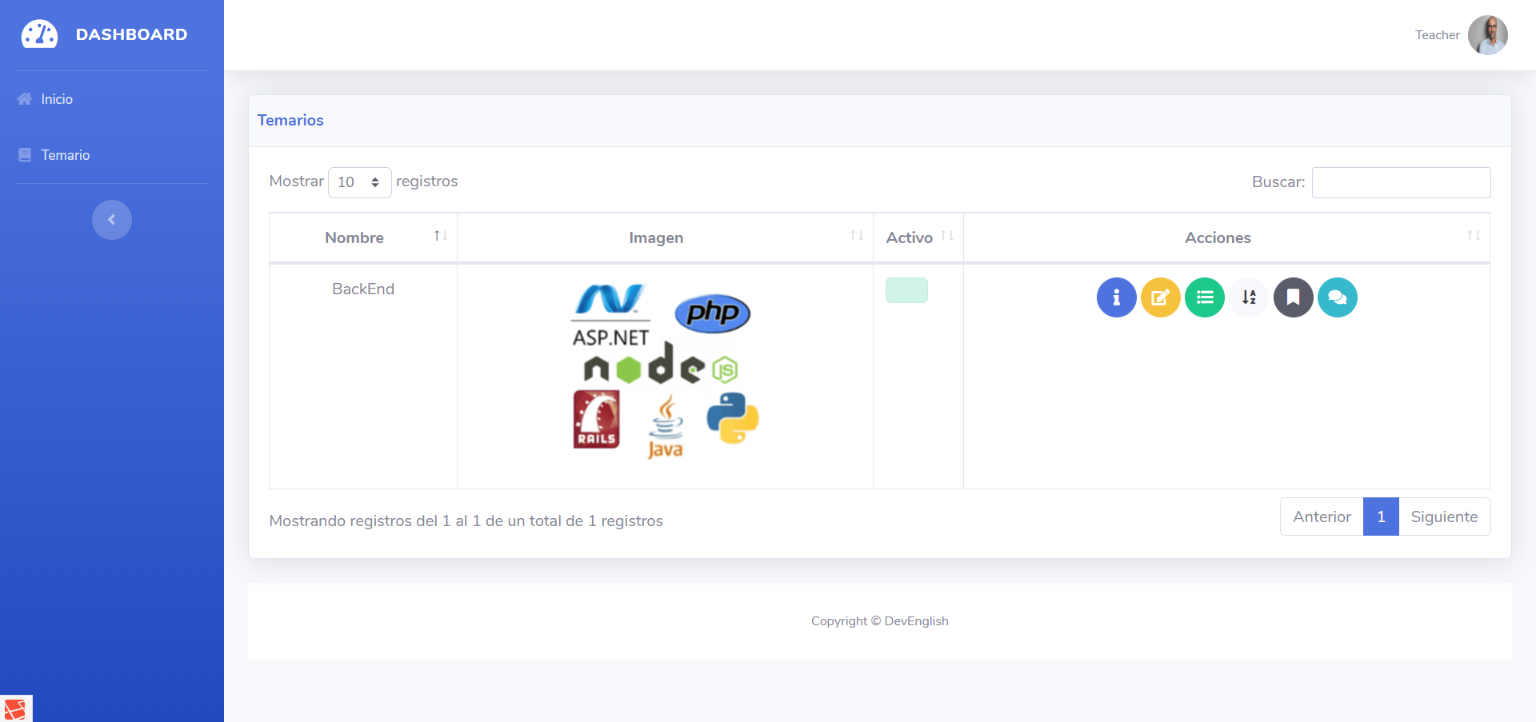 DASHBOARD
Teacher
Inicio
Temario
Temarios
Mostrar 10 registros
Buscar:
Nombre Imagen Activo Acciones
BackEnd
php
ASP.NET
node JS
RAILS
Java
Mostrando registros del 1 al 1 de un total de 1 registros
Anterior 1 Siguiente
Copyright © DevEnglish